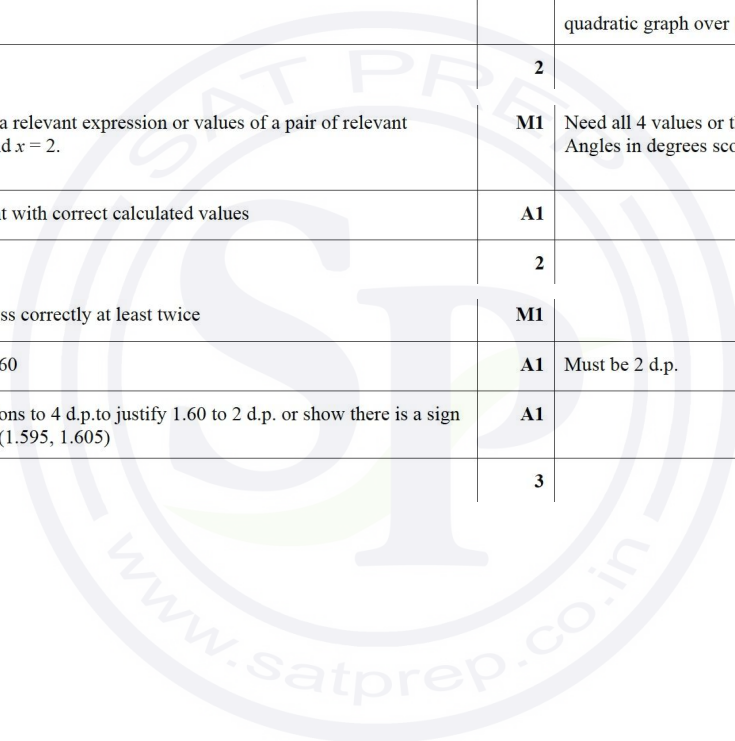 quadratic graph over
2
a relevant expression or values of a pair of relevant M1 Need all 4 values or t
d x = 2. Angles in degrees sco
t with correct calculated values A1
2
ss correctly at least twice M1
60 A1 Must be 2 d.p.
ons to 4 d.p.to justify 1.60 to 2 d.p. or show there is a sign A1
(1.595, 1.605)
3
SAT PREP
SP
www.satprep.co.in